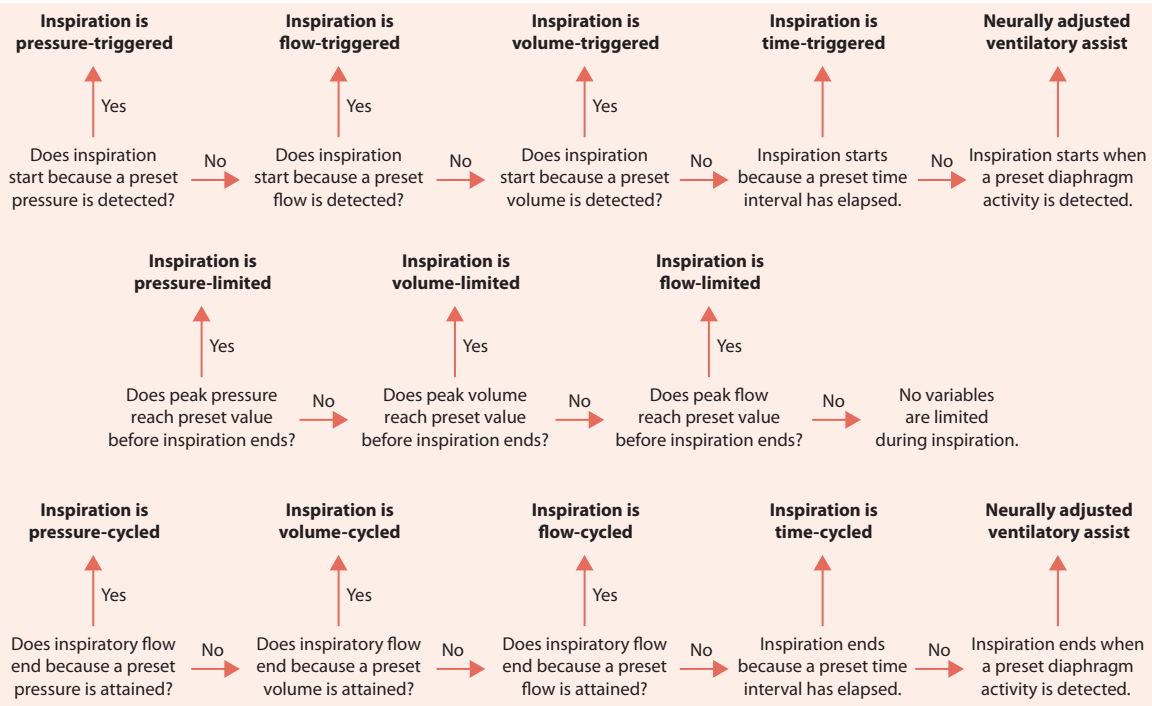 Inspiration is
pressure-triggered
Inspiration is
flow-triggered
Inspiration is
volume-triggered
Inspiration is
time-triggered
Neurally adjusted
ventilatory assist
Yes
Yes
Yes
Does inspiration
start because a preset
pressure is detected?
No
Does inspiration
start because a preset
flow is detected?
No
Does inspiration
start because a preset
volume is detected?
No
Inspiration starts
because a preset time
interval has elapsed.
No
Inspiration starts when
a preset diaphragm
activity is detected.
Inspiration is
pressure-limited
Inspiration is
volume-limited
Inspiration is
flow-limited
Yes
Yes
Yes
Does peak pressure
reach preset value
before inspiration ends?
No
Does peak volume
reach preset value
before inspiration ends?
No
Does peak flow
reach preset value
before inspiration ends?
No
No variables
are limited
during inspiration.
Inspiration is
pressure-cycled
Inspiration is
volume-cycled
Inspiration is
flow-cycled
Inspiration is
time-cycled
Neurally adjusted
ventilatory assist
Yes
Yes
Yes
Does inspiratory flow
end because a preset
pressure is attained?
No
Does inspiratory flow
end because a preset
volume is attained?
No
Does inspiratory flow
end because a preset
flow is attained?
No
Inspiration ends
because a preset time
interval has elapsed.
No
Inspiration ends when
a preset diaphragm
activity is detected.